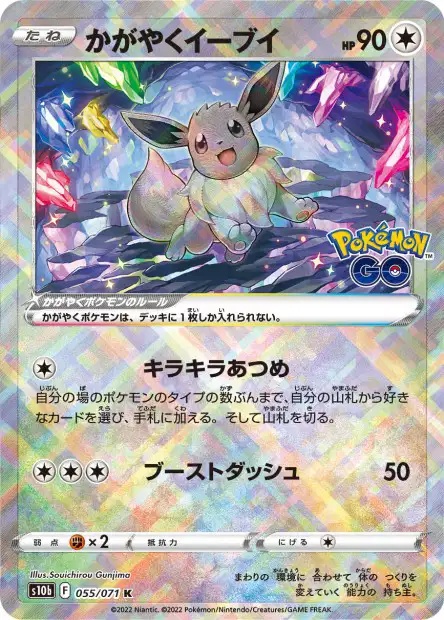 たね
かがやくイーブイ
HP90
Pokémon
GO
かがやくポケモンのルール
かがやくポケモンは、デッキに1枚しか入れられない。
キラキラあつめ
自分の場のポケモンのタイプの数ぶんまで、自分の山札から好き
なカードを選び、手札に加える。そして山札を切る。
ブーストダッシュ 50
弱点 ×2 抵抗力 にげる
Illus. Souichirou Gunjima
s10b F 055/071 K
まわりの 環境に 合わせて 体の つくりを
変えていく 能力の 持ち主。
©2022 Niantic. ©2022 Pokémon/Nintendo/Creatures/GAME FREAK.